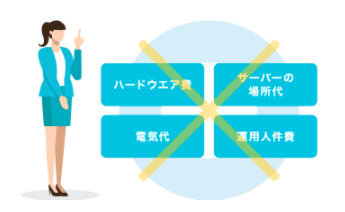 ハードウエア費
サーバーの
場所代
電気代
運用人件費